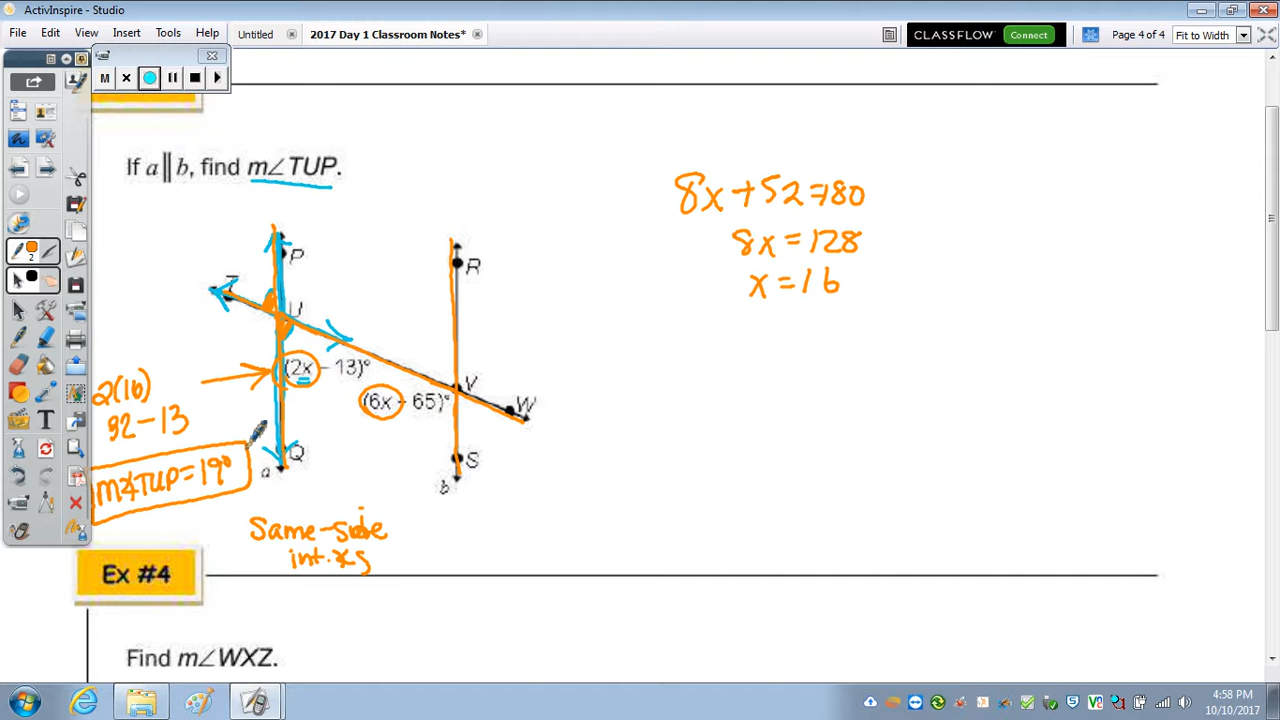 ActivInspire - Studio
File Edit View Insert Tools Help
Untitled
2017 Day 1 Classroom Notes*
CLASSFLOW Connect
Page 4 of 4
Fit to Width
M
If a ∥ b, find m∠TUP.
8x+52=180
8x = 128
x = 16
P
R
T
U
(2x - 13)°
V
(6x - 65)°
W
2(16)
32-13
Q
S
a
b
m∡TUP=19°
2
T
Same-side
int. ∡s
Ex #4
Find m∠WXZ.
4:58 PM
10/10/2017